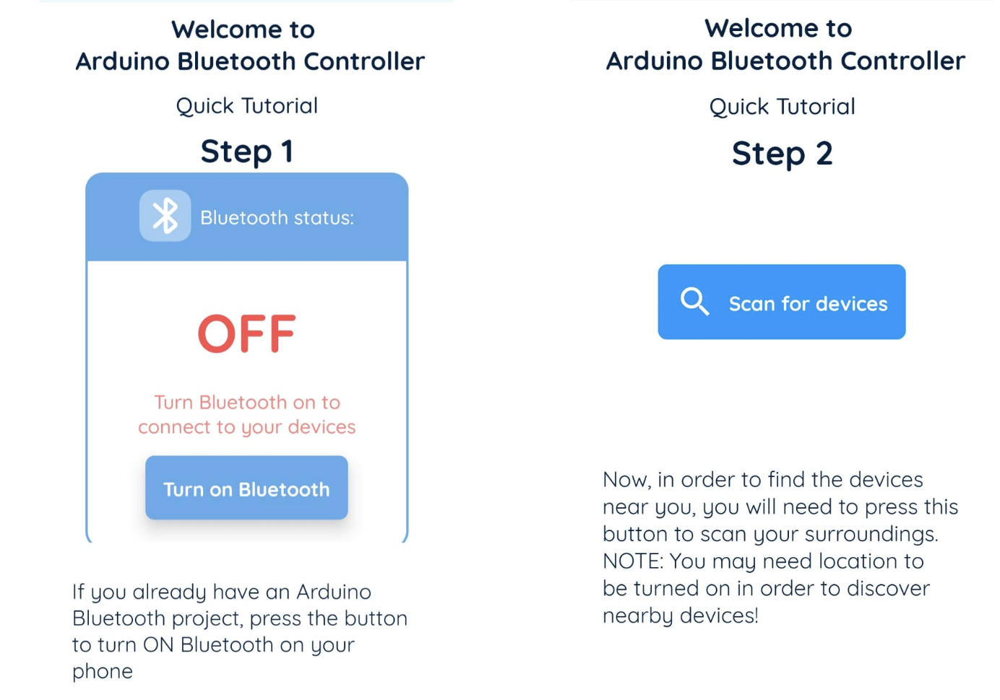 Welcome to
Arduino Bluetooth Controller
Quick Tutorial
Step 1
Bluetooth status:
OFF
Turn Bluetooth on to
connect to your devices
Turn on Bluetooth
If you already have an Arduino
Bluetooth project, press the button
to turn ON Bluetooth on your
phone
Welcome to
Arduino Bluetooth Controller
Quick Tutorial
Step 2
Scan for devices
Now, in order to find the devices
near you, you will need to press this
button to scan your surroundings.
NOTE: You may need location to
be turned on in order to discover
nearby devices!